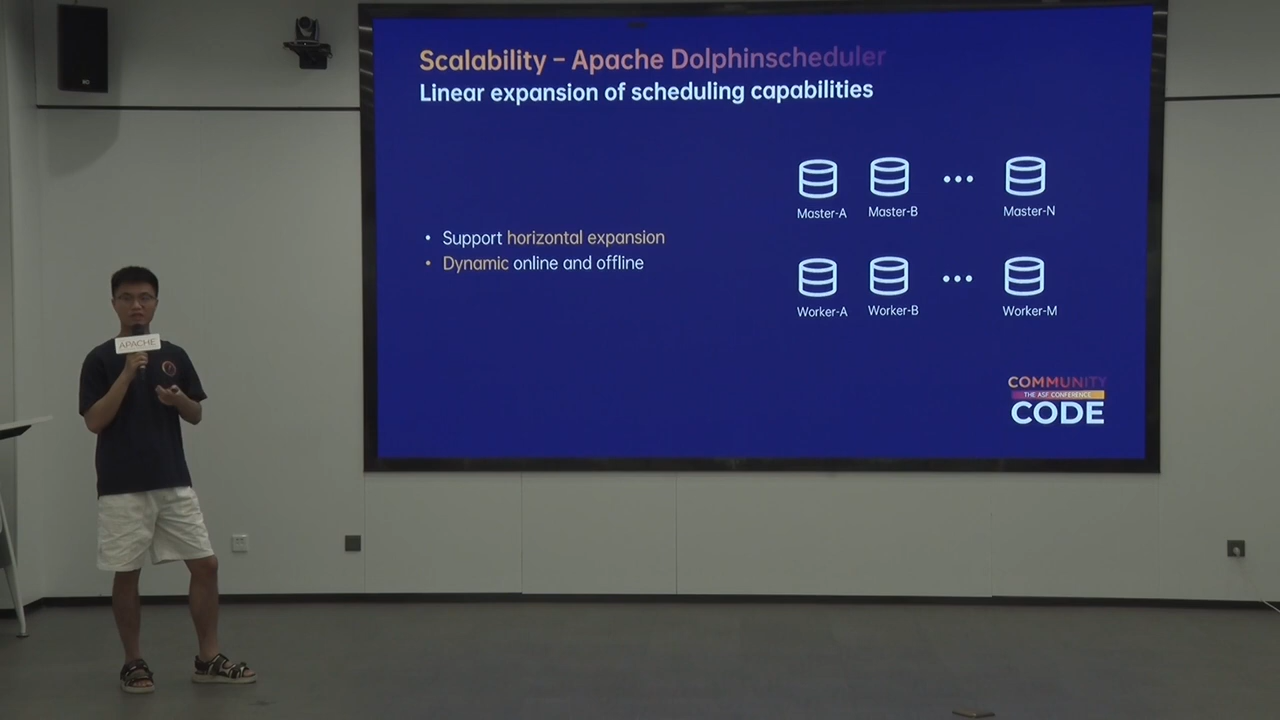 Scalability – Apache Dolphinscheduler
Linear expansion of scheduling capabilities
• Support horizontal expansion
• Dynamic online and offline
Master-A Master-B ••• Master-N
Worker-A Worker-B ••• Worker-M
COMMUNITY
THE ASF CONFERENCE
CODE
APACHE